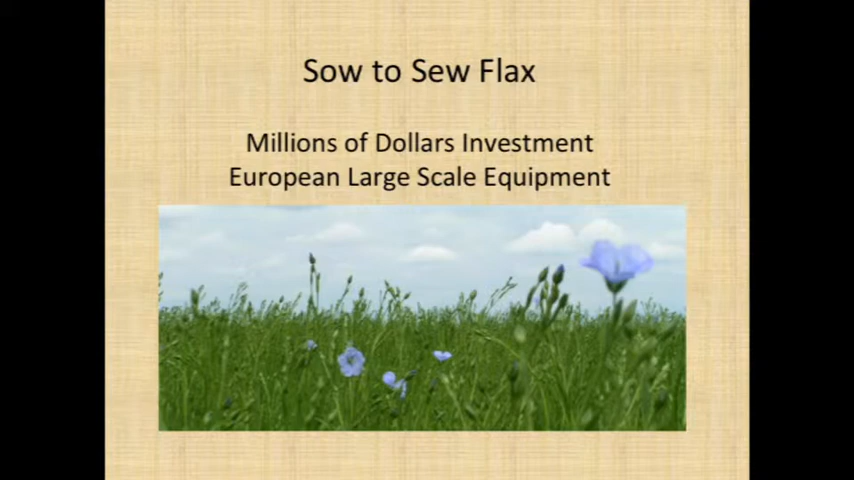 Sow to Sew Flax
Millions of Dollars Investment
European Large Scale Equipment